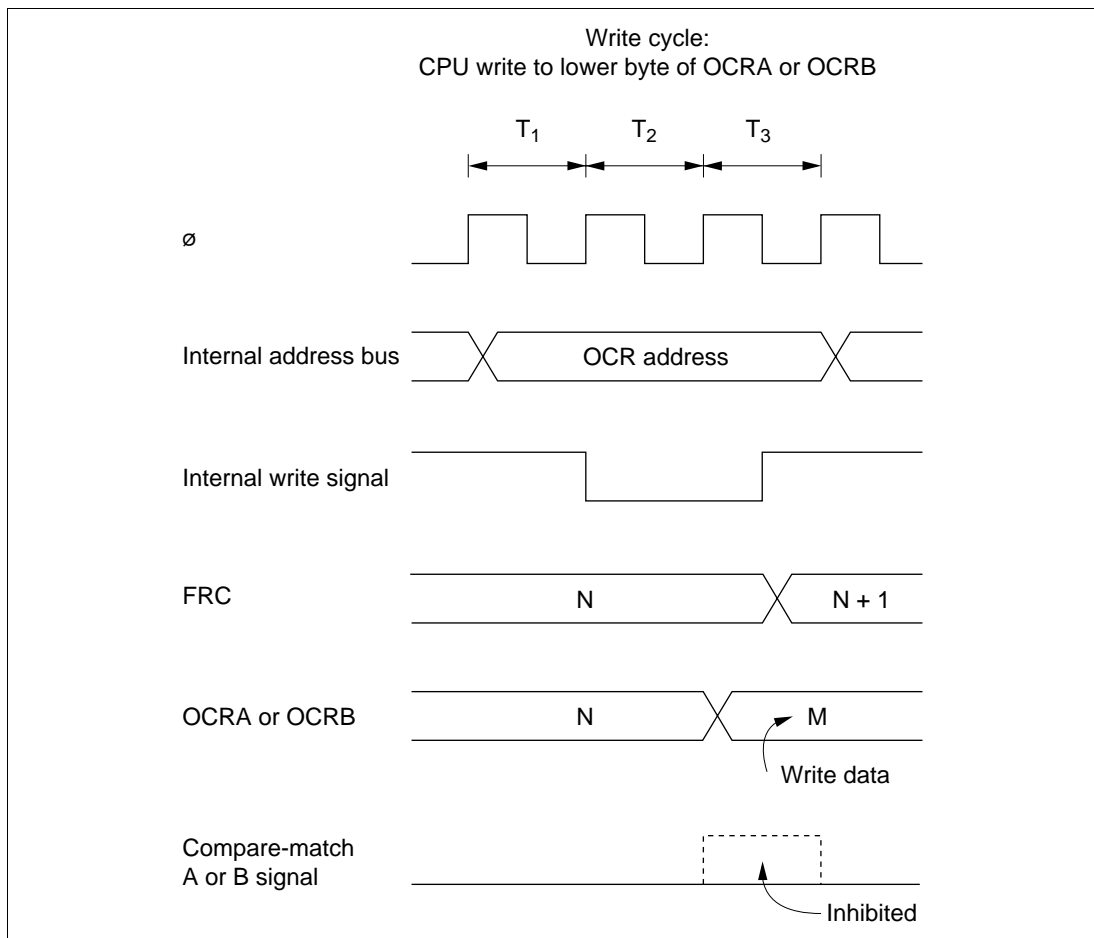 Write cycle:
CPU write to lower byte of OCRA or OCRB
T1 T2 T3
ø
Internal address bus OCR address
Internal write signal
FRC N N + 1
OCRA or OCRB N M
Write data
Compare-match
A or B signal
Inhibited